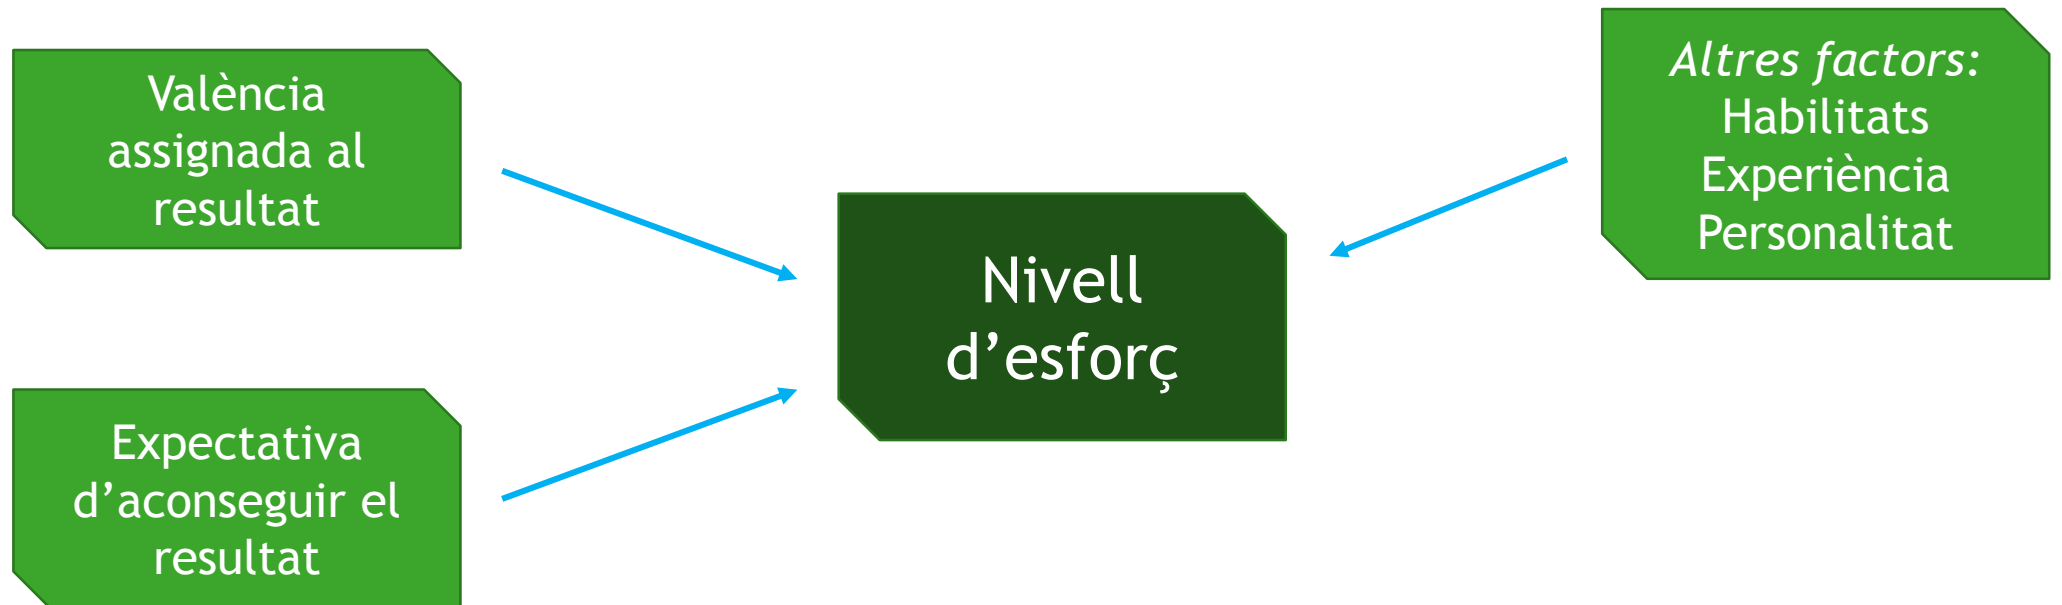 València
assignada al
resultat
Expectativa
d’aconseguir el
resultat
Nivell
d’esforç
Altres factors:
Habilitats
Experiència
Personalitat